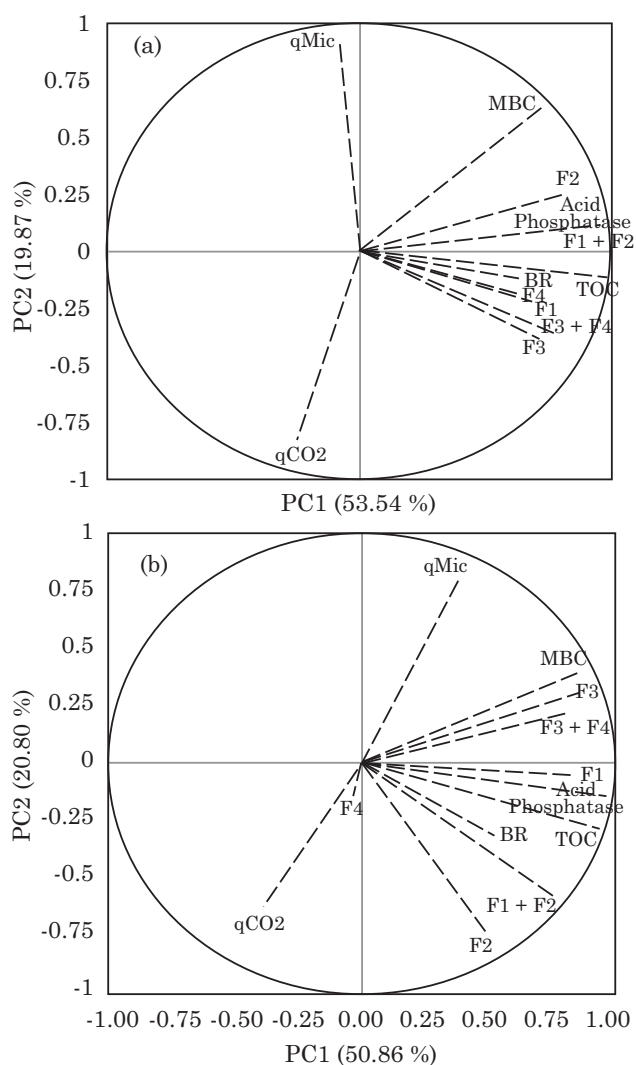 1
(a)
qMic
0.75
MBC
0.5
F2
0.25
Acid
Phosphatase
F1 + F2
0
BR
TOC
F4
F1
-0.25
F3 + F4
F3
-0.5
-0.75
qCO2
-1
PC2 (19.87 %)
PC1 (53.54 %)
1
(b)
qMic
0.75
MBC
0.5
F3
0.25
F3 + F4
0
F1
Acid
Phosphatase
F4
BR
TOC
-0.25
-0.5
F1 + F2
qCO2
F2
-0.75
-1
PC2 (20.80 %)
-1.00 -0.75 -0.50 -0.25 0.00 0.25 0.50 0.75 1.00
PC1 (50.86 %)